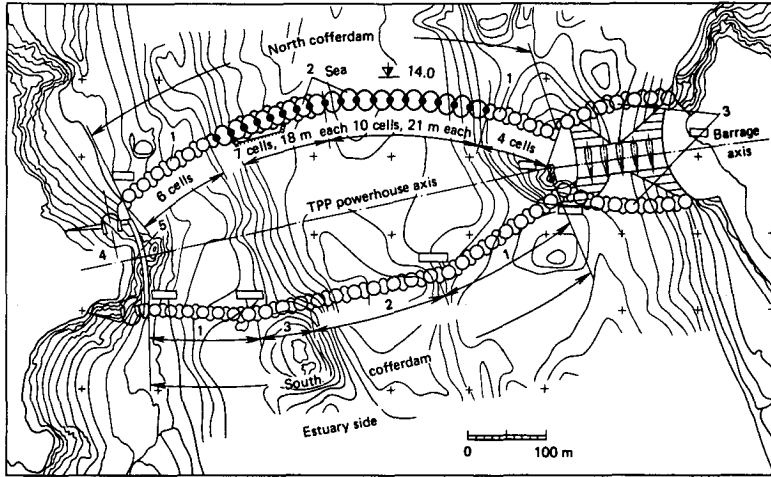 North cofferdam
1
2
Sea
14.0
3
Barrage
axis
1
7 cells, 18 m each 10 cells, 21 m each
4 cells
6 cells
TPP powerhouse axis
4
5
1
2
1
3
South
cofferdam
Estuary side
0
100 m